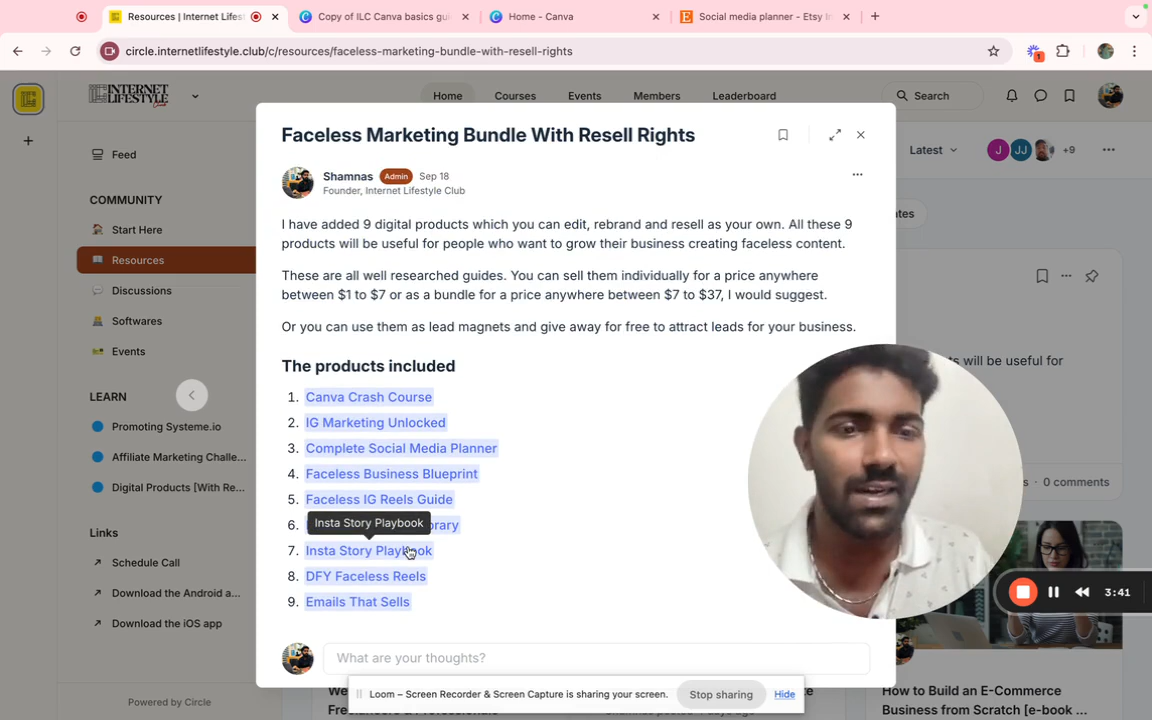 Resources | Internet Lifest
Copy of ILC Canva basics gui
Home - Canva
Social media planner - Etsy In
circle.internetlifestyle.club/c/resources/faceless-marketing-bundle-with-resell-rights
1
INTERNET
LIFESTYLE
Home
Courses
Events
Members
Leaderboard
Search
Feed
COMMUNITY
Start Here
Resources
Discussions
Softwares
Events
LEARN
Promoting Systeme.io
Affiliate Marketing Challe...
Digital Products [With Re...
Links
Schedule Call
Download the Android a...
Download the iOS app
Powered by Circle
Faceless Marketing Bundle With Resell Rights
Shamnas Admin Sep 18
Founder, Internet Lifestyle Club
I have added 9 digital products which you can edit, rebrand and resell as your own. All these 9
products will be useful for people who want to grow their business creating faceless content.
These are all well researched guides. You can sell them individually for a price anywhere
between $1 to $7 or as a bundle for a price anywhere between $7 to $37, I would suggest.
Or you can use them as lead magnets and give away for free to attract leads for your business.
The products included
1. Canva Crash Course
2. IG Marketing Unlocked
3. Complete Social Media Planner
4. Faceless Business Blueprint
5. Faceless IG Reels Guide
6.
Insta Story Playbook
7. Insta Story Playbook
8. DFY Faceless Reels
9. Emails That Sells
What are your thoughts?
Loom – Screen Recorder & Screen Capture is sharing your screen.
Stop sharing
Hide
Latest
J
JJ
+9
will be useful for
0 comments
3:41
How to Build an E-Commerce
Business from Scratch [e-book ...